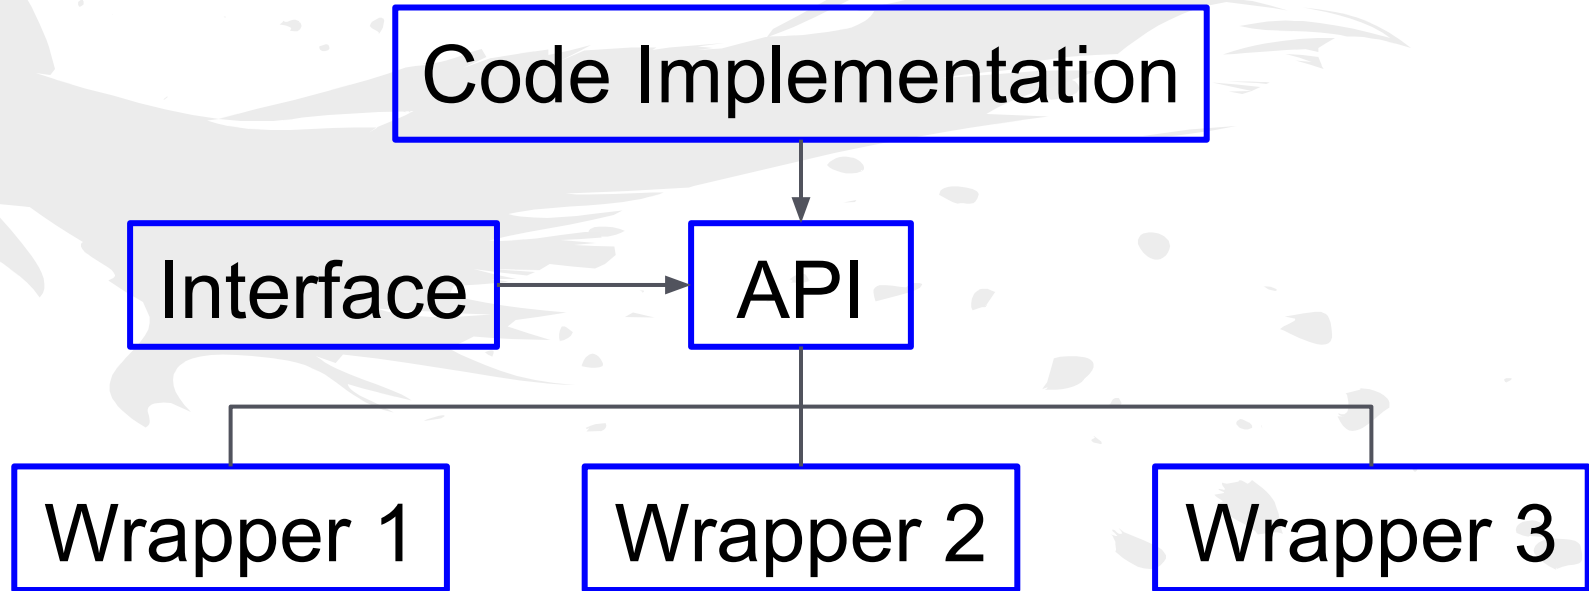 Code Implementation
Interface
API
Wrapper 1
Wrapper 2
Wrapper 3